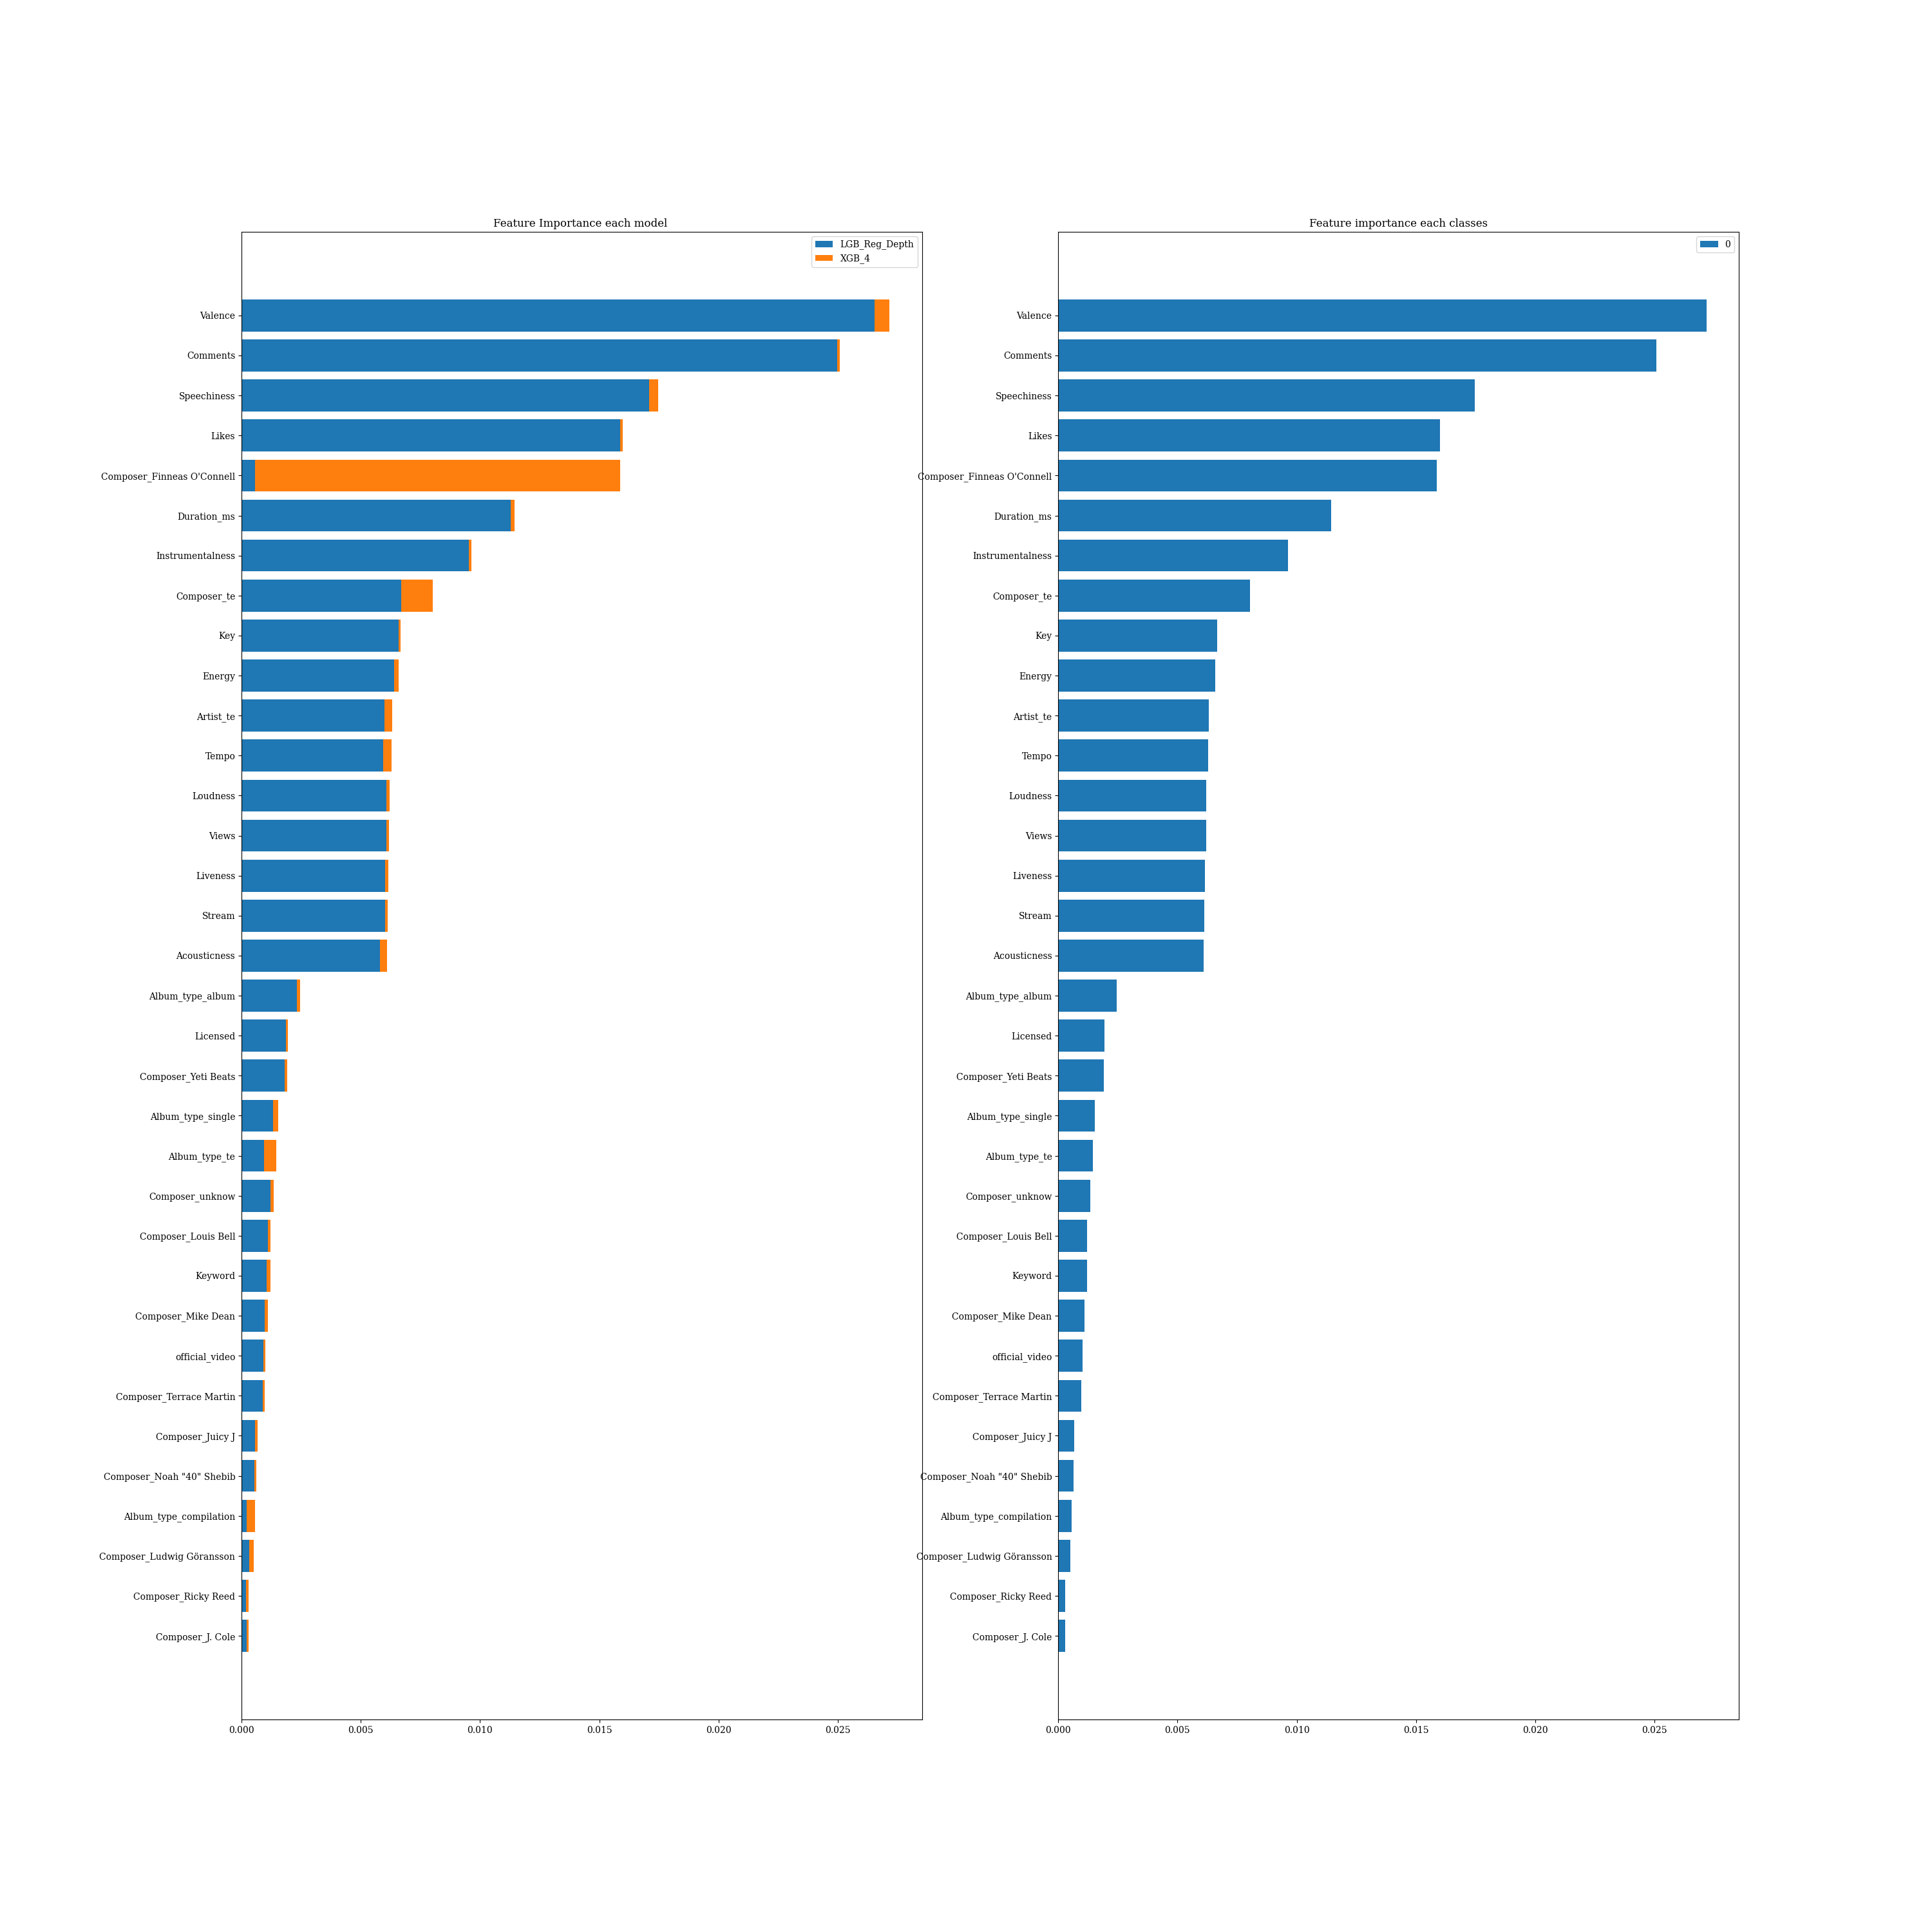 Feature Importance each model
LGB_Reg_Depth
XGB_4
Valence
Comments
Speechiness
Likes
Composer_Finneas O'Connell
Duration_ms
Instrumentalness
Composer_te
Key
Energy
Artist_te
Tempo
Loudness
Views
Liveness
Stream
Acousticness
Album_type_album
Licensed
Composer_Yeti Beats
Album_type_single
Album_type_te
Composer_unknow
Composer_Louis Bell
Keyword
Composer_Mike Dean
official_video
Composer_Terrace Martin
Composer_Juicy J
Composer_Noah "40" Shebib
Album_type_compilation
Composer_Ludwig Göransson
Composer_Ricky Reed
Composer_J. Cole
0.000 0.005 0.010 0.015 0.020 0.025
Feature importance each classes
0
Valence
Comments
Speechiness
Likes
Composer_Finneas O'Connell
Duration_ms
Instrumentalness
Composer_te
Key
Energy
Artist_te
Tempo
Loudness
Views
Liveness
Stream
Acousticness
Album_type_album
Licensed
Composer_Yeti Beats
Album_type_single
Album_type_te
Composer_unknow
Composer_Louis Bell
Keyword
Composer_Mike Dean
official_video
Composer_Terrace Martin
Composer_Juicy J
Composer_Noah "40" Shebib
Album_type_compilation
Composer_Ludwig Göransson
Composer_Ricky Reed
Composer_J. Cole
0.000 0.005 0.010 0.015 0.020 0.025